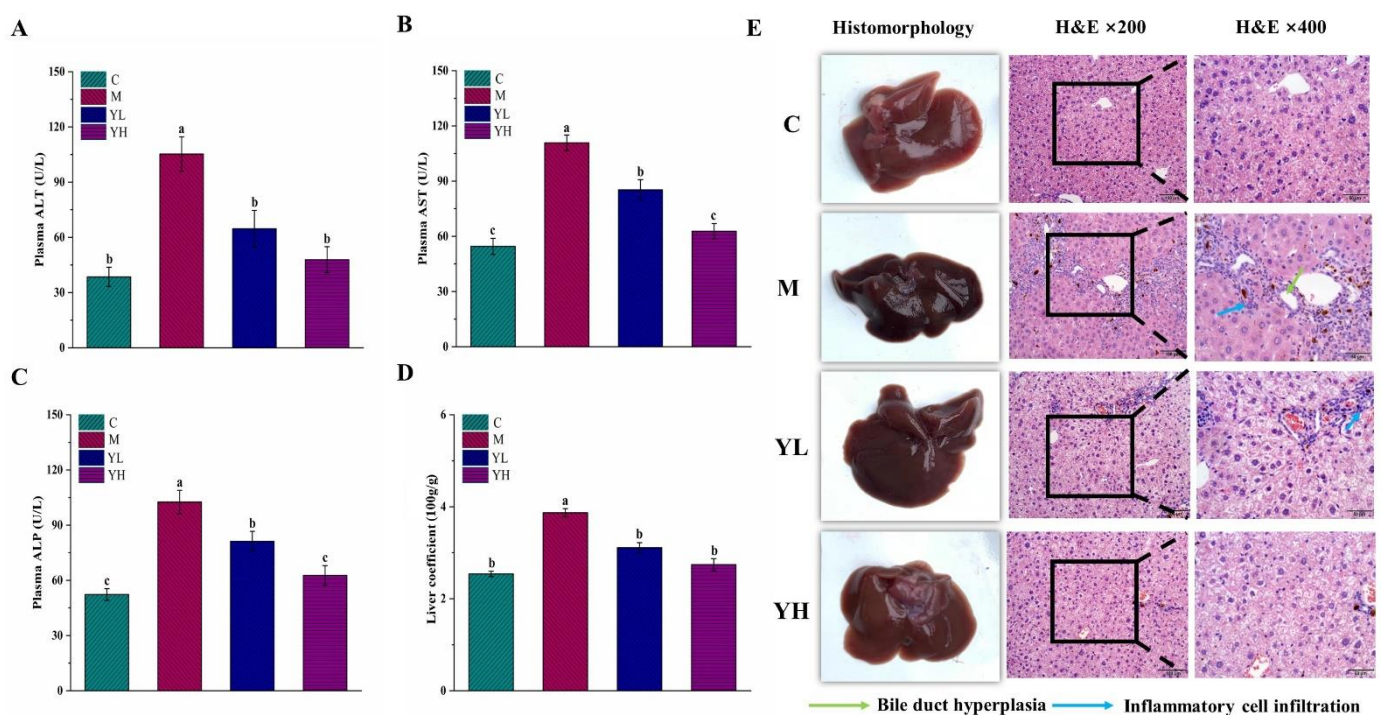 A
C
M
YL
YH
150
120
90
60
30
0
Plasma ALT (U/L)
b
a
b
b
B
C
M
YL
YH
150
120
90
60
30
0
Plasma AST (U/L)
c
a
b
c
C
C
M
YL
YH
150
120
90
60
30
0
Plasma ALP (U/L)
c
a
b
c
D
C
M
YL
YH
6
4
2
0
Liver coefficient (100g/g)
b
a
b
b
E
Histomorphology
H&E ×200
H&E ×400
C
M
YL
YH
Bile duct hyperplasia
Inflammatory cell infiltration